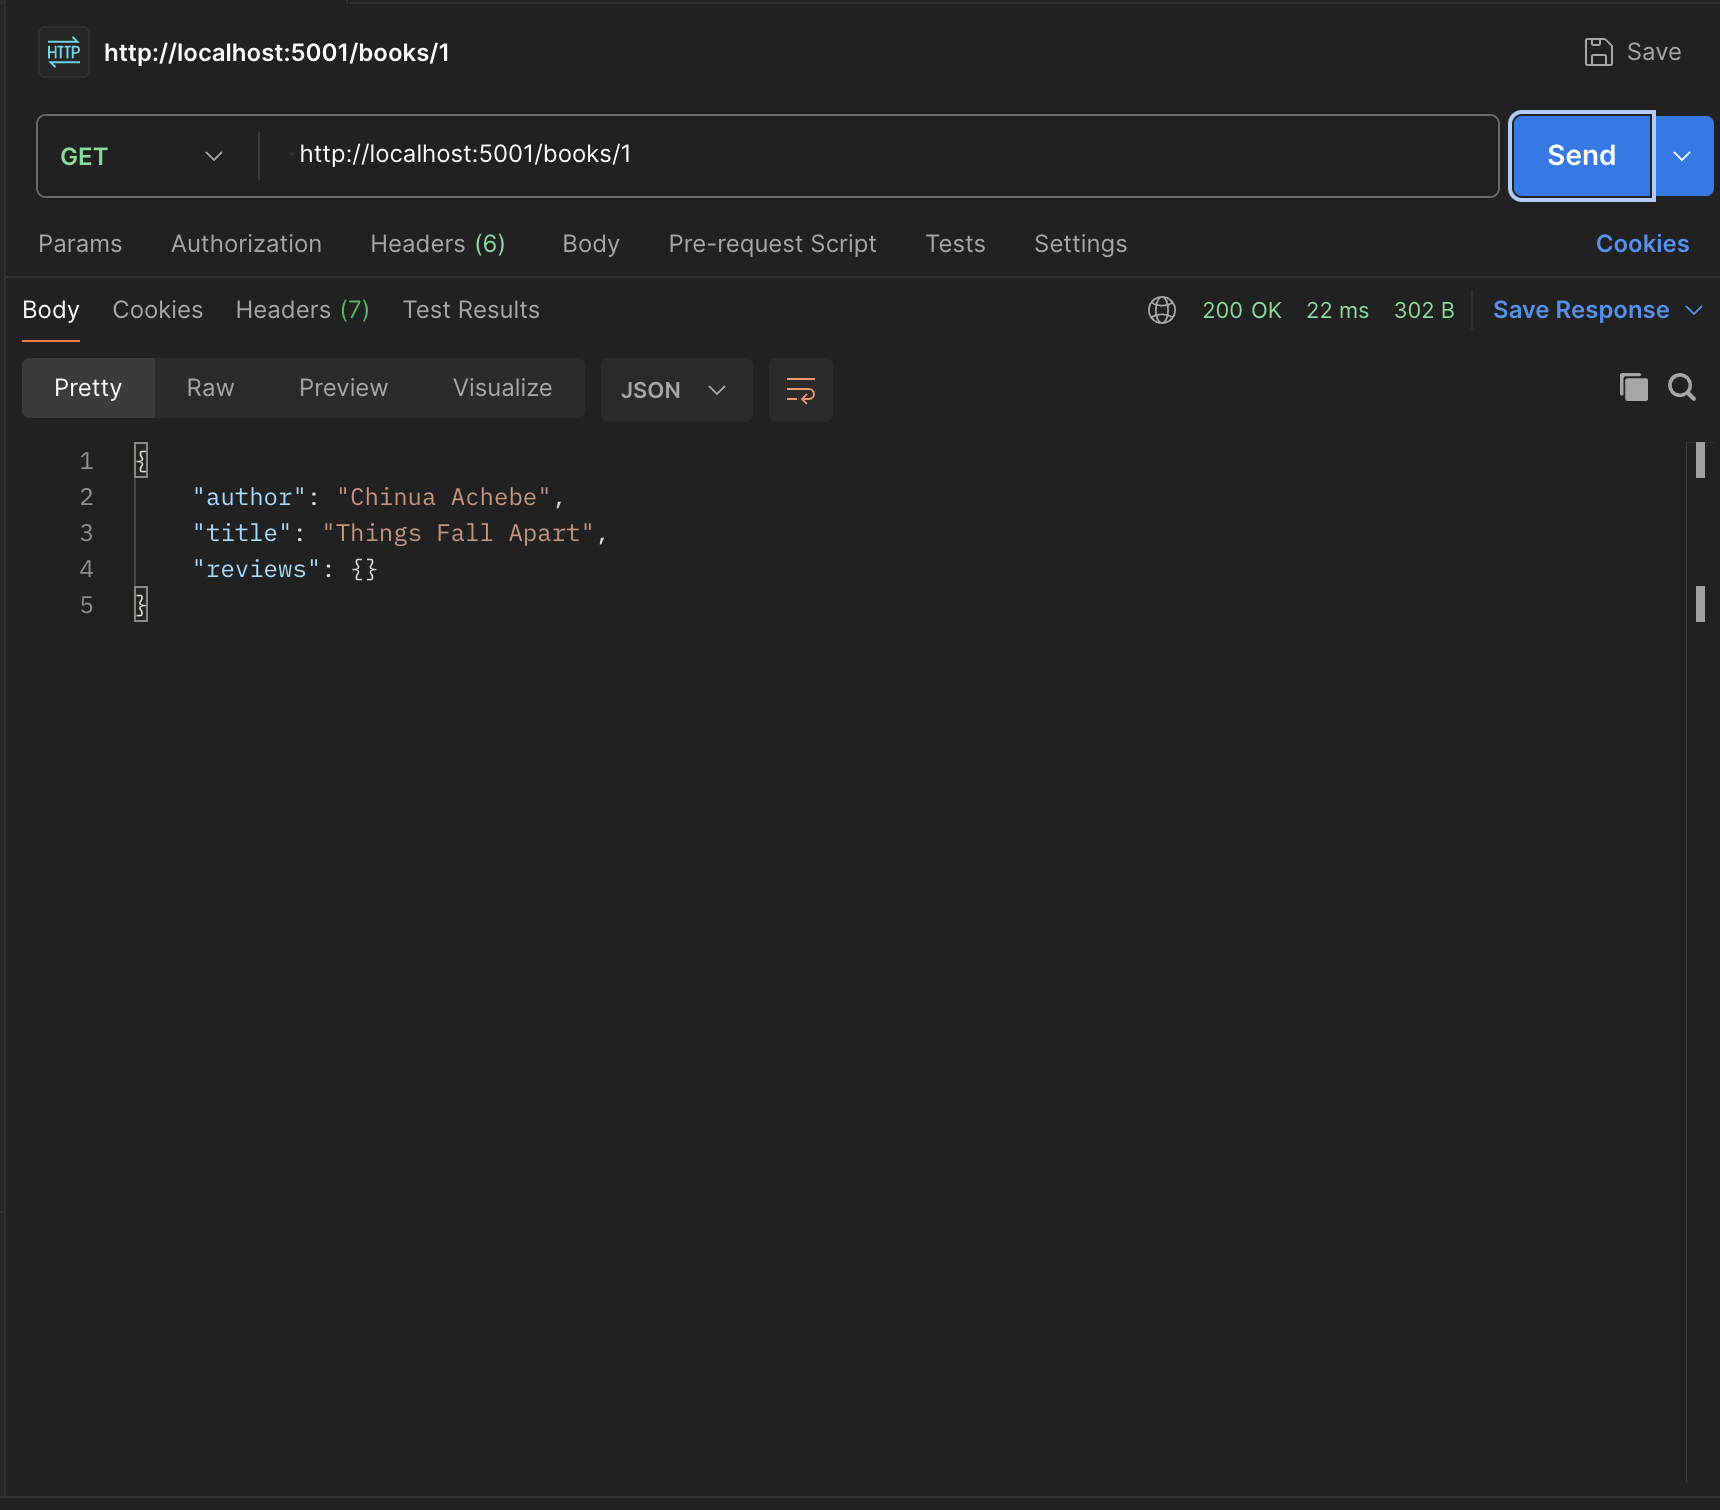 HTTP http://localhost:5001/books/1 Save
GET http://localhost:5001/books/1 Send
Params Authorization Headers (6) Body Pre-request Script Tests Settings Cookies
Body Cookies Headers (7) Test Results 200 OK 22 ms 302 B Save Response
Pretty Raw Preview Visualize JSON
1 {
2 "author": "Chinua Achebe",
3 "title": "Things Fall Apart",
4 "reviews": {}
5 }